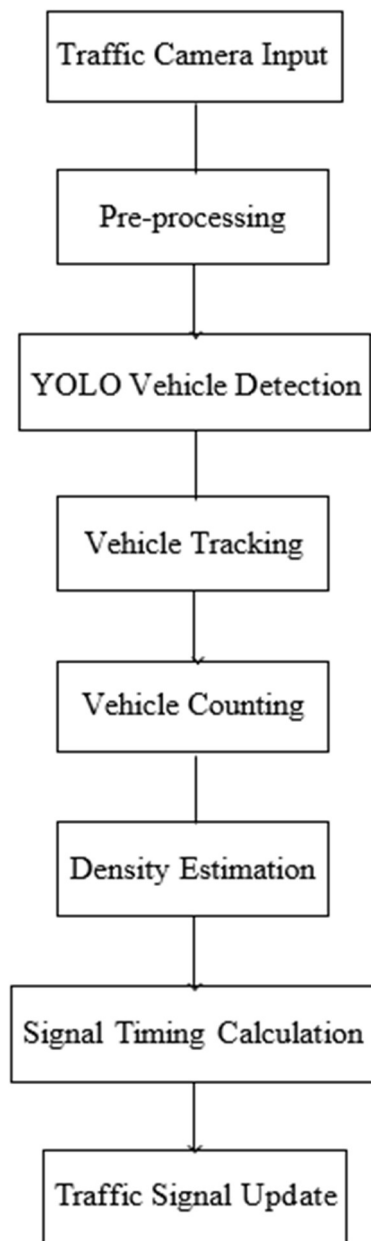 Traffic Camera Input
Pre-processing
YOLO Vehicle Detection
Vehicle Tracking
Vehicle Counting
Density Estimation
Signal Timing Calculation
Traffic Signal Update